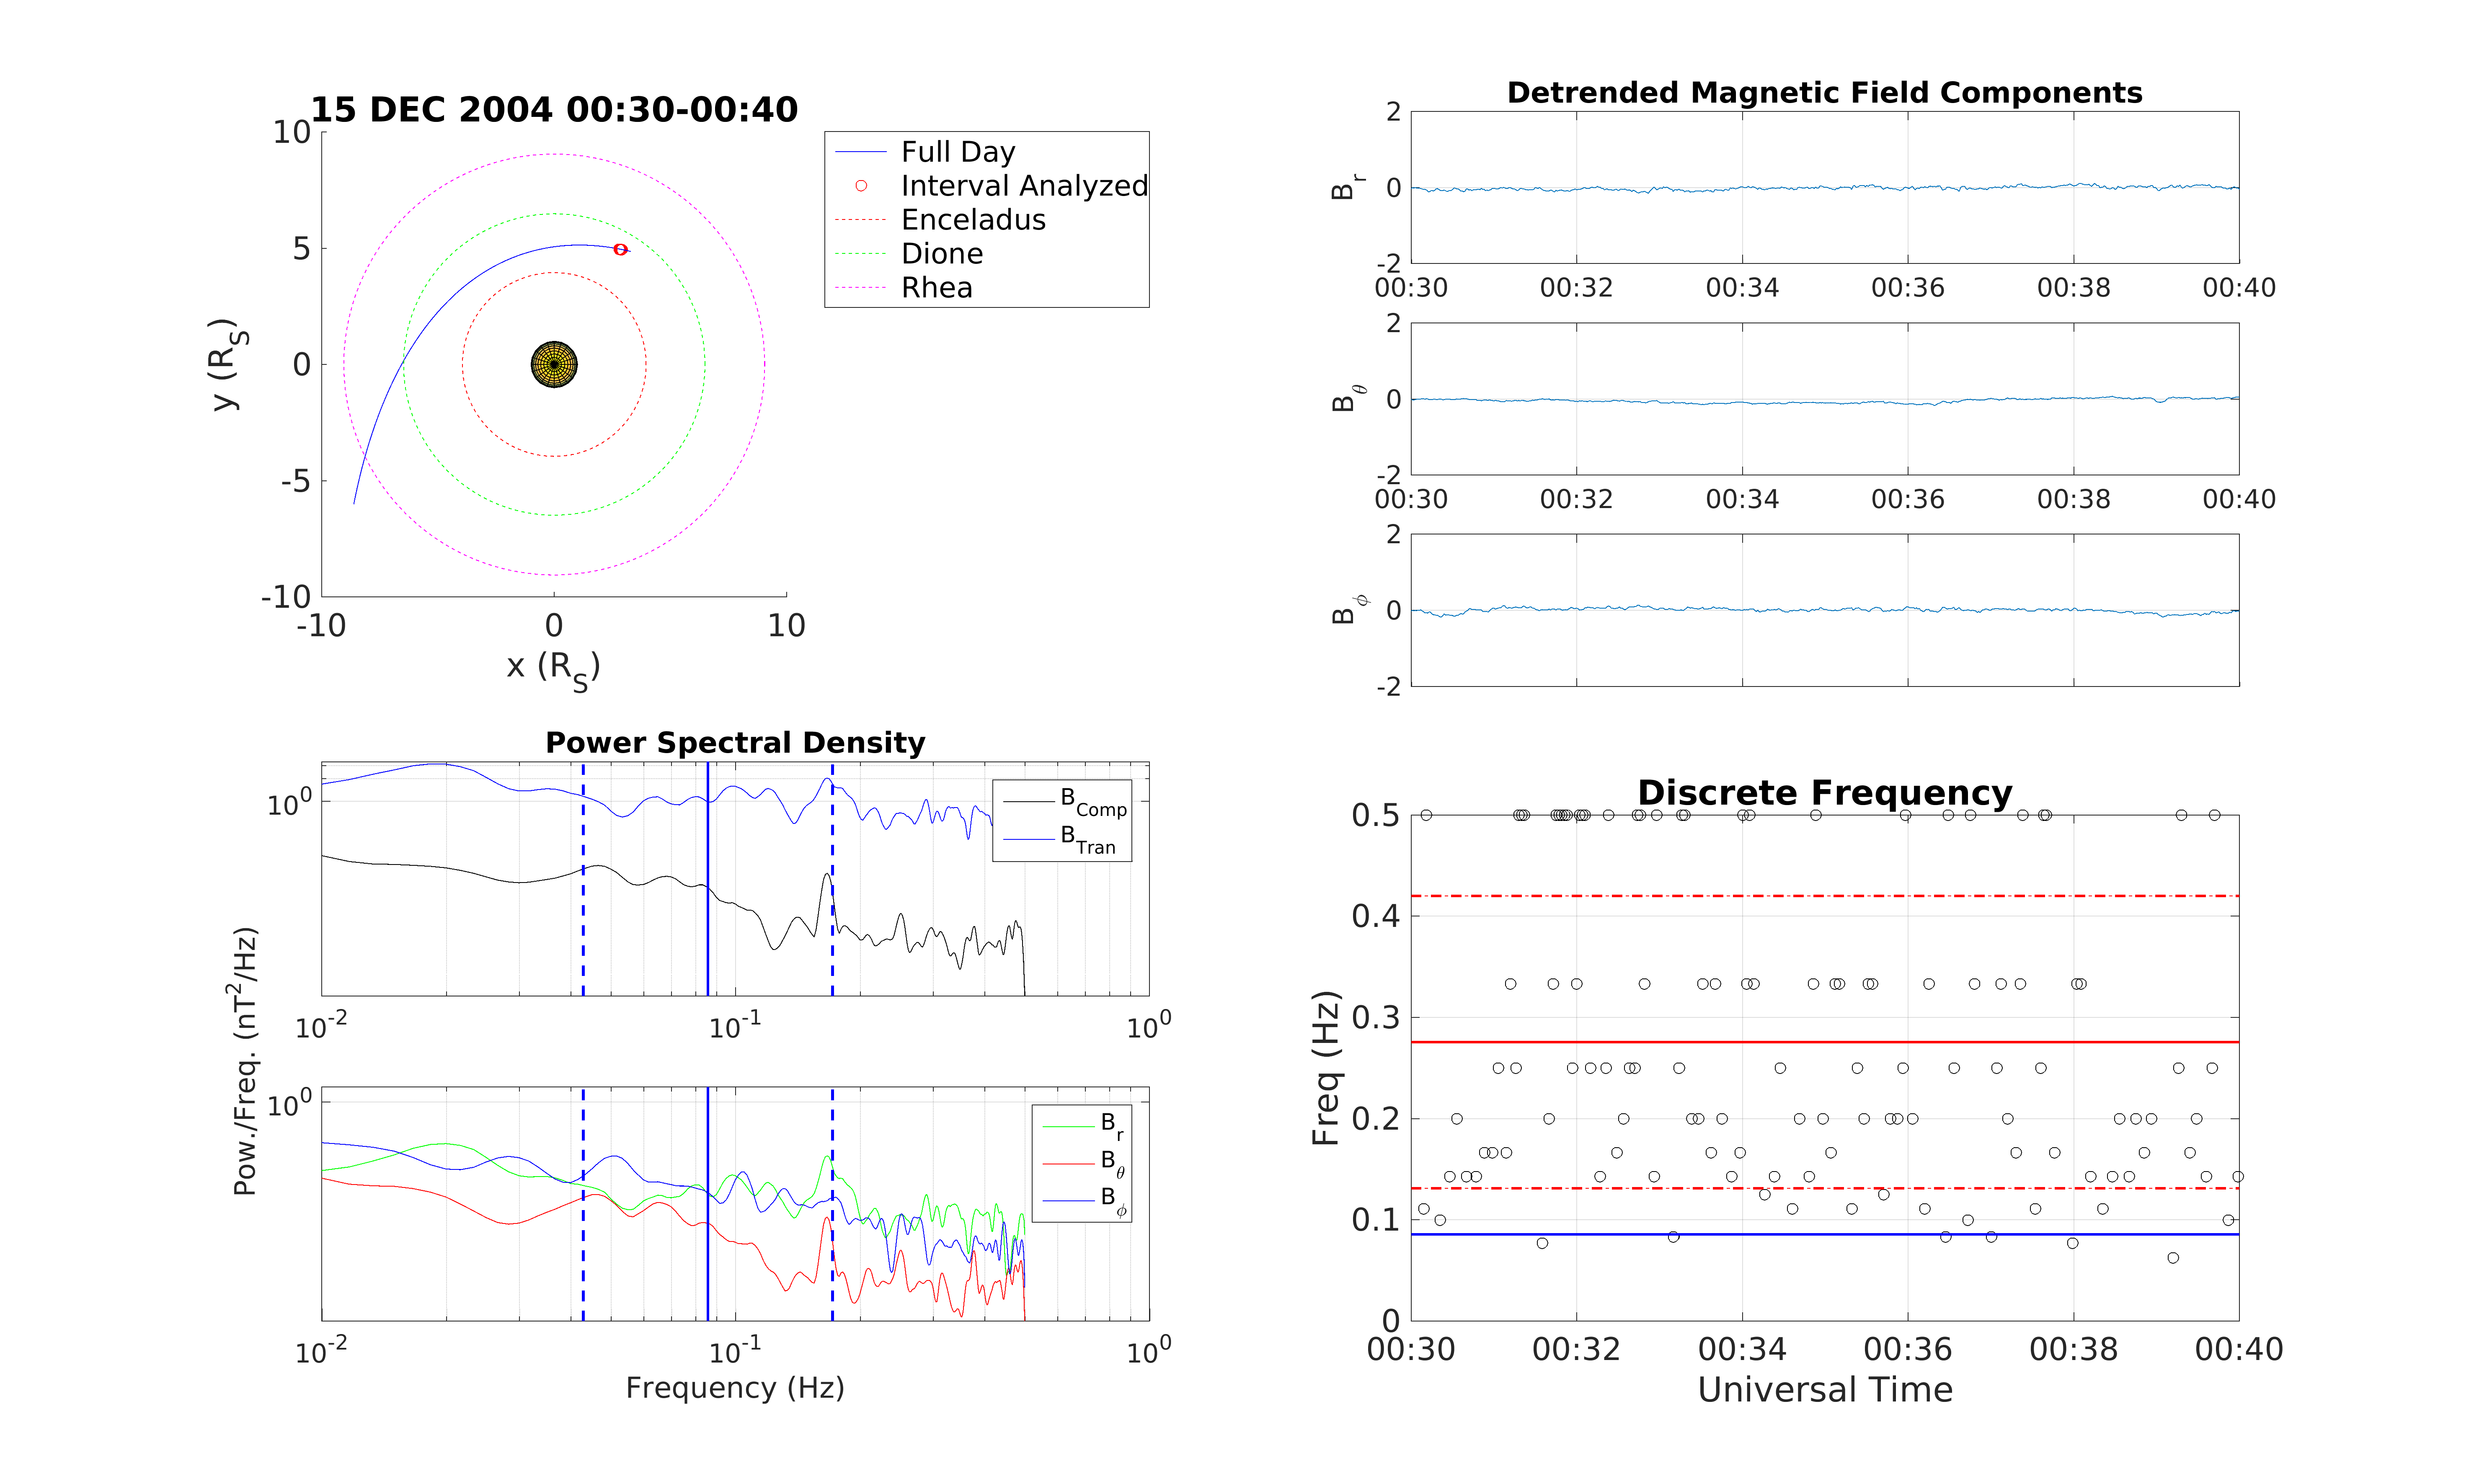 15 DEC 2004 00:30-00:40
10
5
0
-5
-10
y (R_S)
-10 0 10
x (R_S)
Full Day
Interval Analyzed
Enceladus
Dione
Rhea
Detrended Magnetic Field Components
2
0
-2
B_r
00:30 00:32 00:34 00:36 00:38 00:40
2
0
-2
B_θ
00:30 00:32 00:34 00:36 00:38 00:40
2
0
-2
B_ϕ
Power Spectral Density
10^0
B_Comp
B_Tran
10^-2 10^-1 10^0
Pow./Freq. (nT^2/Hz)
10^0
B_r
B_θ
B_ϕ
10^-2 10^-1 10^0
Frequency (Hz)
Discrete Frequency
0.5
0.4
0.3
0.2
0.1
0
Freq (Hz)
00:30 00:32 00:34 00:36 00:38 00:40
Universal Time